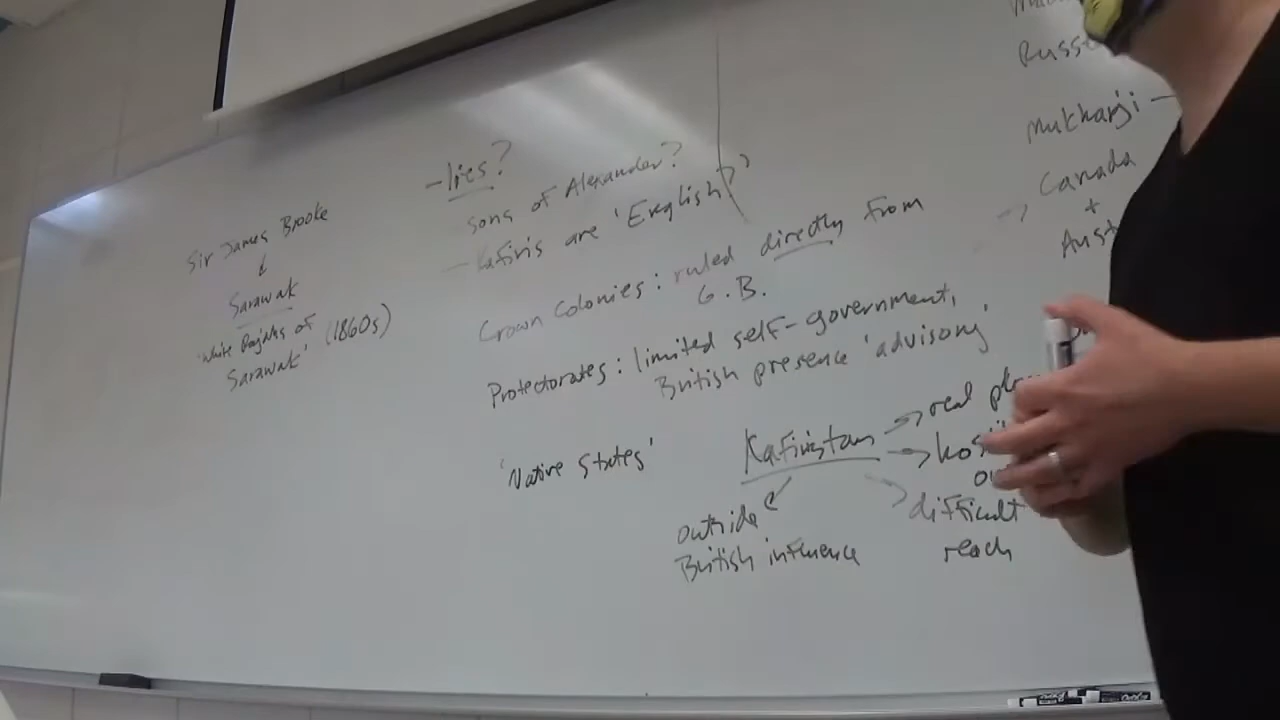 Sir James Brooke
↓
Sarawak
'White Rajahs of
Sarawak' (1860s)
- lies?
sons of Alexander?
- Kafiris are 'English'?
Crown Colonies: ruled directly from
G.B.
Protectorates: limited self-government,
British presence 'advisory'.
'Native States'
Kafiristan
→ real
→
→ difficult
reach
outside
British influence
Mukharji -
→ Canada
+